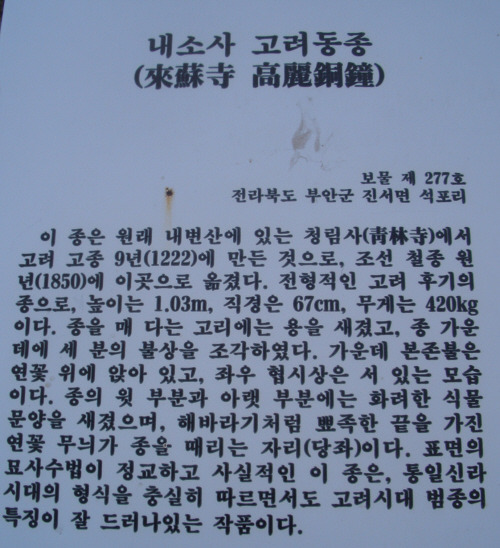 내소사 고려동종
(來蘇寺 高麗銅鐘)
보물 제 277호
전라북도 부안군 진서면 석포리
이 종은 원래 내변산에 있는 청림사(靑林寺)에서
고려 고종 9년(1222)에 만든 것으로, 조선 철종 원
년(1850)에 이곳으로 옮겼다. 전형적인 고려 후기의
종으로, 높이는 1.03m, 직경은 67cm, 무게는 420kg
이다. 종을 매 다는 고리에는 용을 새겼고, 종 가운
데에 세 분의 불상을 조각하였다. 가운데 본존불은
연꽃 위에 앉아 있고, 좌우 협시상은 서 있는 모습
이다. 종의 윗 부분과 아랫 부분에는 화려한 식물
문양을 새겼으며, 해바라기처럼 뾰족한 끝을 가진
연꽃 무늬가 종을 때리는 자리(당좌)이다. 표면의
묘사수법이 정교하고 사실적인 이 종은, 통일신라
시대의 형식을 충실히 따르면서도 고려시대 범종의
특징이 잘 드러나있는 작품이다.